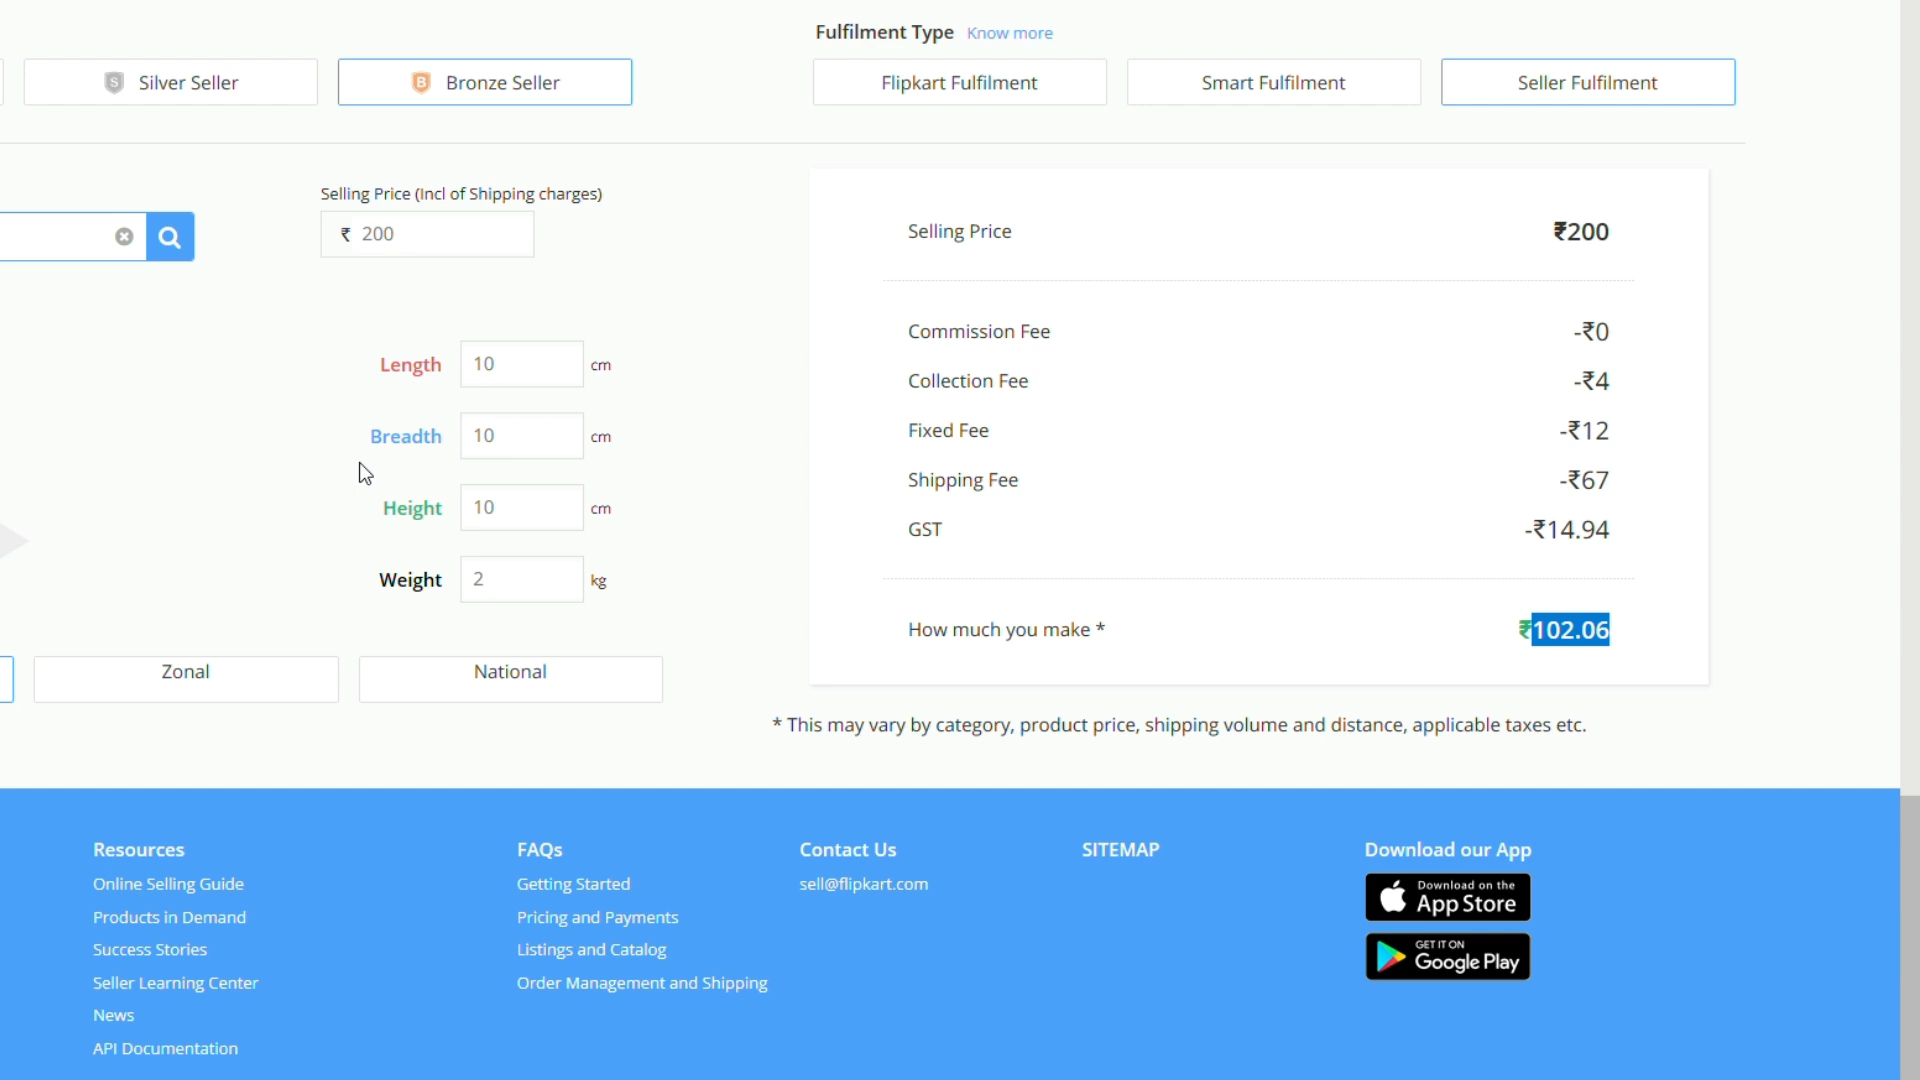 Fulfilment Type Know more
S Silver Seller
B Bronze Seller
Flipkart Fulfilment
Smart Fulfilment
Seller Fulfilment
Selling Price (Incl of Shipping charges)
₹ 200
Length 10 cm
Breadth 10 cm
Height 10 cm
Weight 2 kg
Zonal
National
Selling Price ₹200
Commission Fee -₹0
Collection Fee -₹4
Fixed Fee -₹12
Shipping Fee -₹67
GST -₹14.94
How much you make * ₹102.06
* This may vary by category, product price, shipping volume and distance, applicable taxes etc.
Resources
Online Selling Guide
Products in Demand
Success Stories
Seller Learning Center
News
API Documentation
FAQs
Getting Started
Pricing and Payments
Listings and Catalog
Order Management and Shipping
Contact Us
sell@flipkart.com
SITEMAP
Download our App
Download on the
App Store
GET IT ON
Google Play